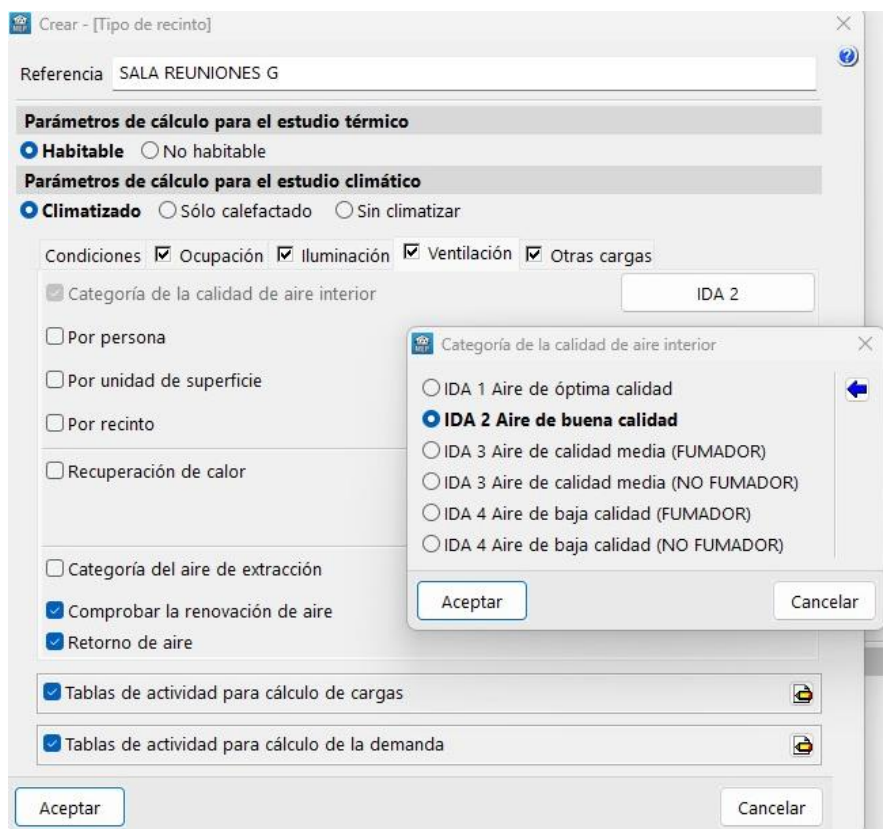 Crear - [Tipo de recinto]
Referencia SALA REUNIONES G
Parámetros de cálculo para el estudio térmico
Habitable No habitable
Parámetros de cálculo para el estudio climático
Climatizado Sólo calefactado Sin climatizar
Condiciones Ocupación Iluminación Ventilación Otras cargas
Categoría de la calidad de aire interior IDA 2
Por persona
Por unidad de superficie
Por recinto
Recuperación de calor
Categoría del aire de extracción
Comprobar la renovación de aire
Retorno de aire
Categoría de la calidad de aire interior
IDA 1 Aire de óptima calidad
IDA 2 Aire de buena calidad
IDA 3 Aire de calidad media (FUMADOR)
IDA 3 Aire de calidad media (NO FUMADOR)
IDA 4 Aire de baja calidad (FUMADOR)
IDA 4 Aire de baja calidad (NO FUMADOR)
Aceptar Cancelar
Tablas de actividad para cálculo de cargas
Tablas de actividad para cálculo de la demanda
Aceptar Cancelar